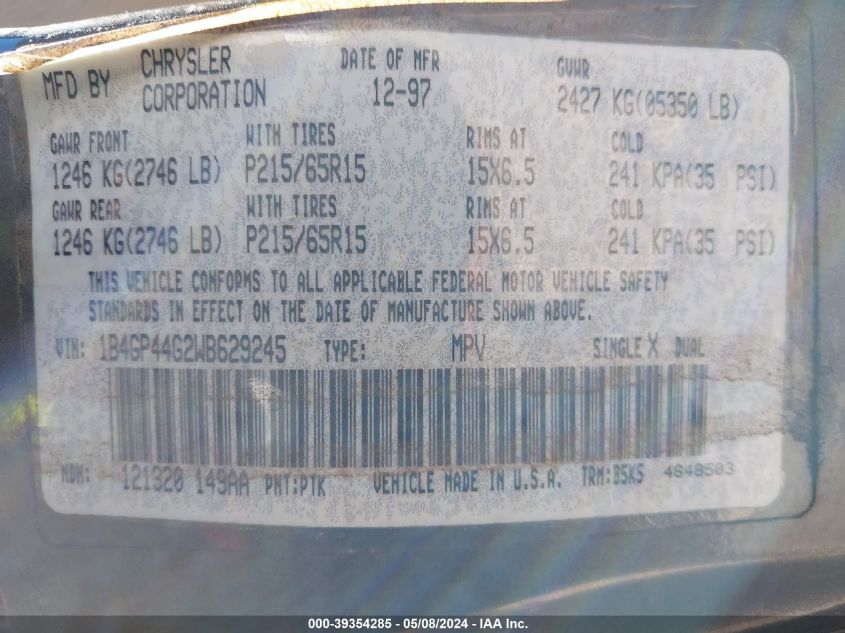 MFD BY CHRYSLER CORPORATION DATE OF MFR 12-97 GVWR 2427 KG(05350 LB)
GAWR FRONT WITH TIRES RIMS AT COLD
1246 KG(2746 LB) P215/65R15 15X6.5 241 KPA(35 PSI)
GAWR REAR WITH TIRES RIMS AT COLD
1246 KG(2746 LB) P215/65R15 15X6.5 241 KPA(35 PSI)
THIS VEHICLE CONFORMS TO ALL APPLICABLE FEDERAL MOTOR VEHICLE SAFETY
STANDARDS IN EFFECT ON THE DATE OF MANUFACTURE SHOWN ABOVE.
VIN: 1B4GP44G2WB629245 TYPE: MPV SINGLE X DUAL
NDH: 121320 149AA PNT:PTK VEHICLE MADE IN U.S.A. TRM:B5KS 4648503
000-39354285 - 05/08/2024 - IAA Inc.